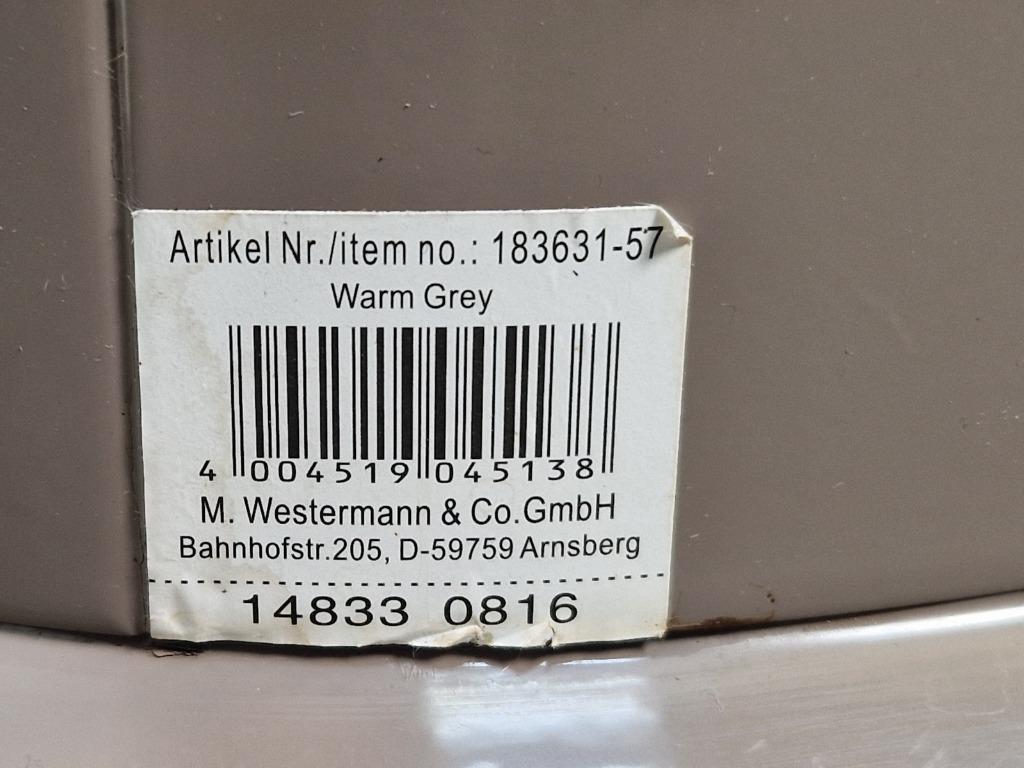 Artikel Nr./item no.: 183631-57
Warm Grey
4 004519 045138
M. Westermann & Co.GmbH
Bahnhofstr.205, D-59759 Arnsberg
14833 0816